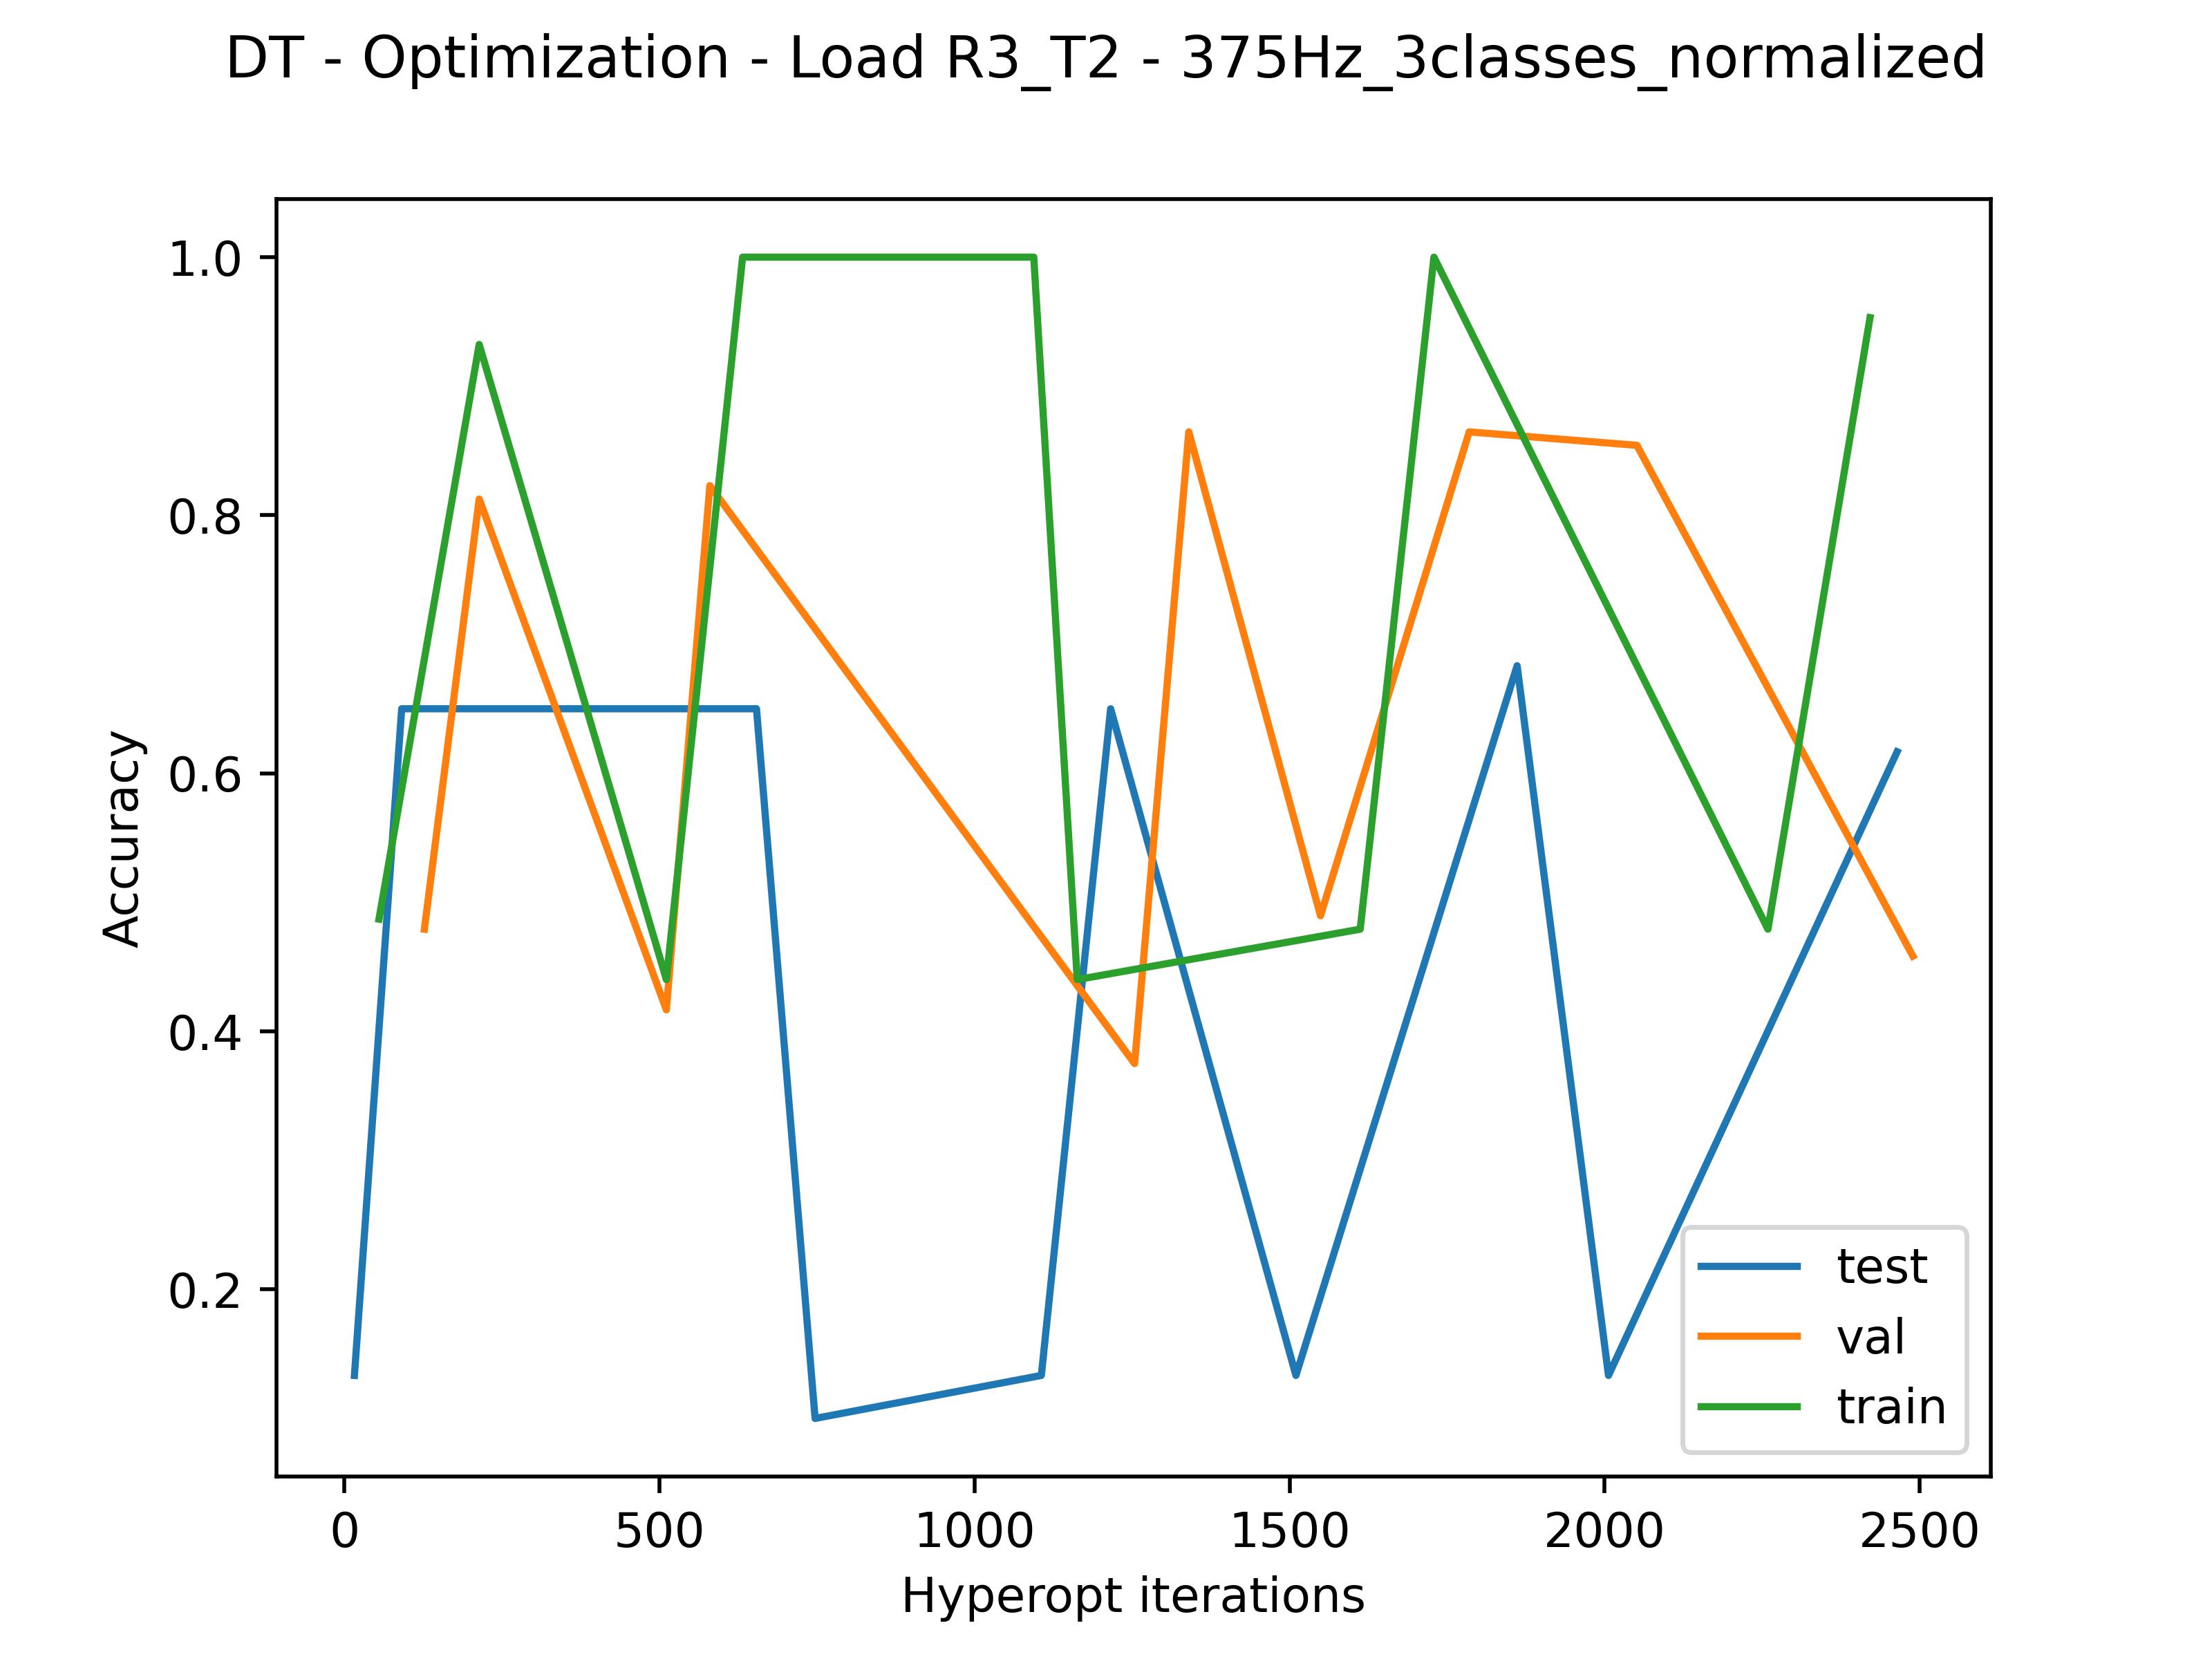 DT - Optimization - Load R3_T2 - 375Hz_3classes_normalized
1.0
0.8
0.6
0.4
0.2
Accuracy
0 500 1000 1500 2000 2500
Hyperopt iterations
test
val
train